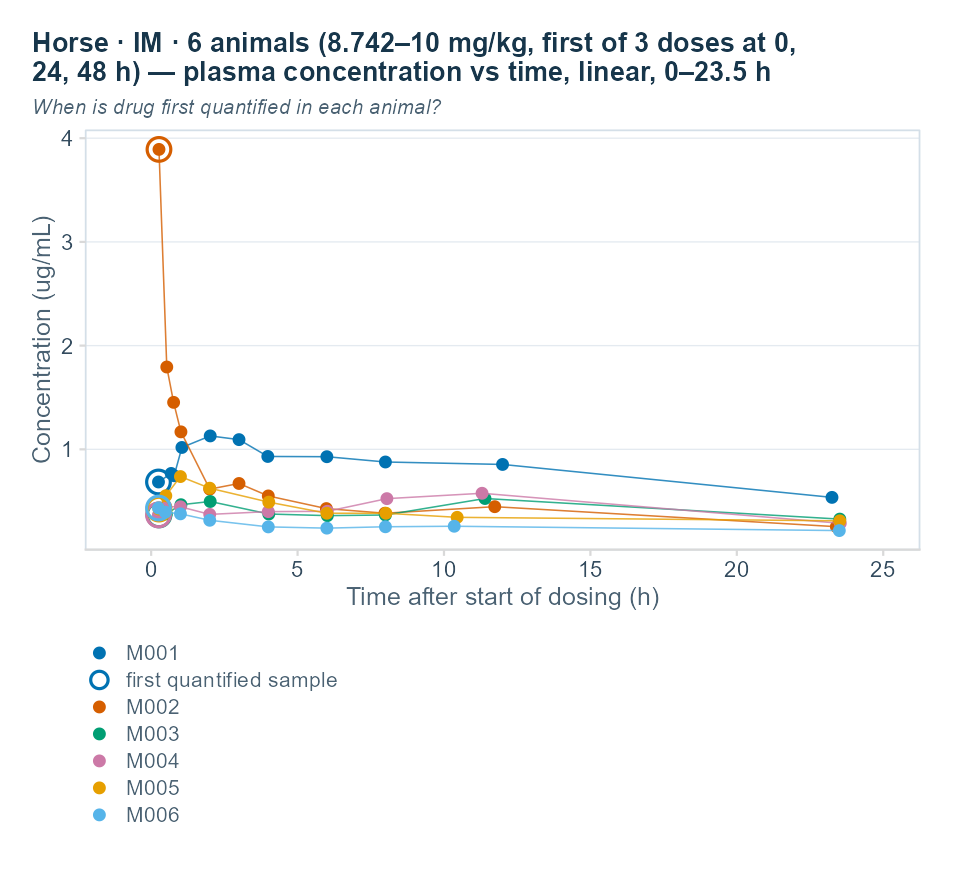 Horse · IM · 6 animals (8.742–10 mg/kg, first of 3 doses at 0,
24, 48 h) — plasma concentration vs time, linear, 0–23.5 h
When is drug first quantified in each animal?
4
3
2
1
Concentration (ug/mL)
0 5 10 15 20 25
Time after start of dosing (h)
M001
first quantified sample
M002
M003
M004
M005
M006